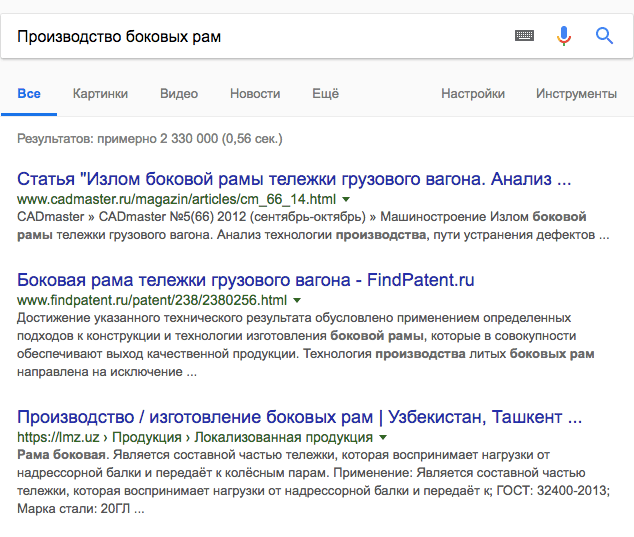 Производство боковых рам
Все Картинки Видео Новости Ещё Настройки Инструменты
Результатов: примерно 2 330 000 (0,56 сек.)
Статья "Излом боковой рамы тележки грузового вагона. Анализ ...
www.cadmaster.ru/magazin/articles/cm_66_14.html
CADmaster » CADmaster №5(66) 2012 (сентябрь-октябрь) » Машиностроение Излом боковой
рамы тележки грузового вагона. Анализ технологии производства, пути устранения дефектов ...
Боковая рама тележки грузового вагона - FindPatent.ru
www.findpatent.ru/patent/238/2380256.html
Достижение указанного технического результата обусловлено применением определенных
подходов к конструкции и технологии изготовления боковой рамы, которые в совокупности
обеспечивают выход качественной продукции. Технология производства литых боковых рам
направлена на исключение ...
Производство / изготовление боковых рам | Узбекистан, Ташкент ...
https://lmz.uz › Продукция › Локализованная продукция
Рама боковая. Является составной частью тележки, которая воспринимает нагрузки от
надрессорной балки и передаёт к колёсным парам. Применение: Является составной частью
тележки, которая воспринимает нагрузки от надрессорной балки и передаёт к; ГОСТ: 32400-2013;
Марка стали: 20ГЛ ...